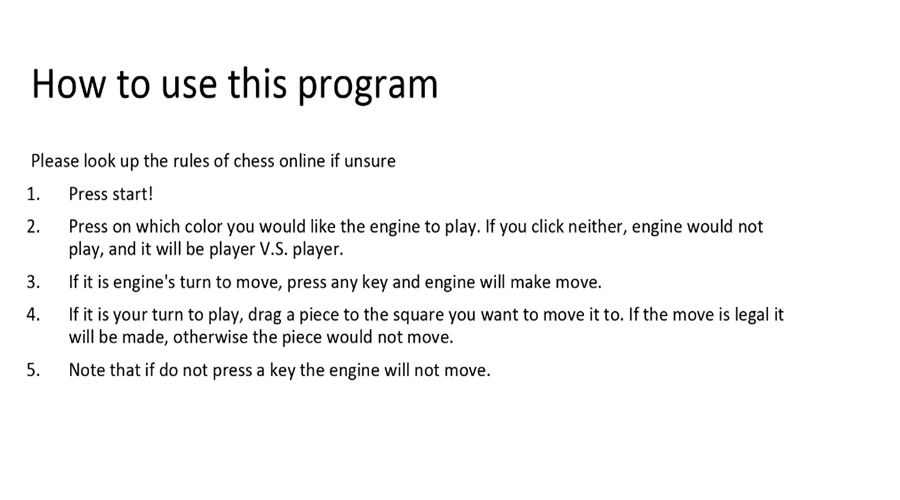 How to use this program
Please look up the rules of chess online if unsure
1. Press start!
2. Press on which color you would like the engine to play. If you click neither, engine would not
play, and it will be player V.S. player.
3. If it is engine's turn to move, press any key and engine will make move.
4. If it is your turn to play, drag a piece to the square you want to move it to. If the move is legal it
will be made, otherwise the piece would not move.
5. Note that if do not press a key the engine will not move.